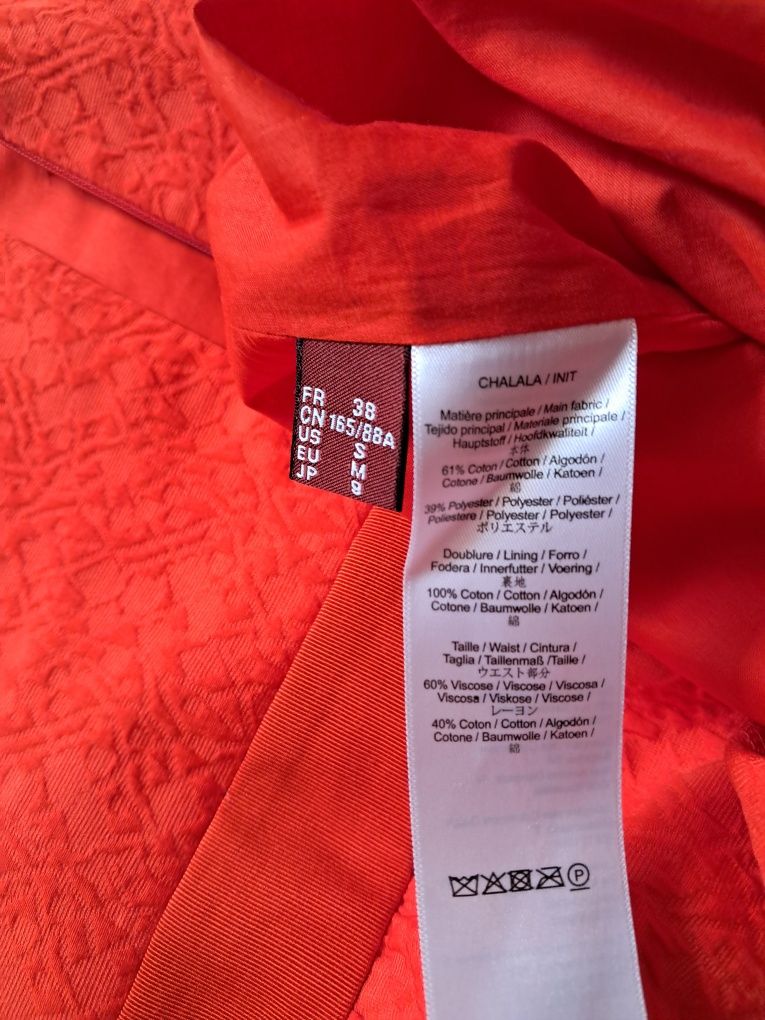 FR 38
CN 165/88A
US S
EU M
JP 9
CHALALA / INIT
Matière principale / Main fabric /
Tejido principal / Materiale principale /
Hauptstoff / Hoofdkwaliteit /
本体
61% Coton / Cotton / Algodón /
Cotone / Baumwolle / Katoen /
綿
39% Polyester / Polyester / Poliéster /
Poliestere / Polyester / Polyester /
ポリエステル
Doublure / Lining / Forro /
Fodera / Innenfutter / Voering /
裏地
100% Coton / Cotton / Algodón /
Cotone / Baumwolle / Katoen /
綿
Taille / Waist / Cintura /
Taglia / Taillenmaß /Taille /
ウエスト部分
60% Viscose / Viscose / Viscosa /
Viscosa / Viskose / Viscose /
レーヨン
40% Coton / Cotton / Algodón /
Cotone / Baumwolle / Katoen /
綿
P